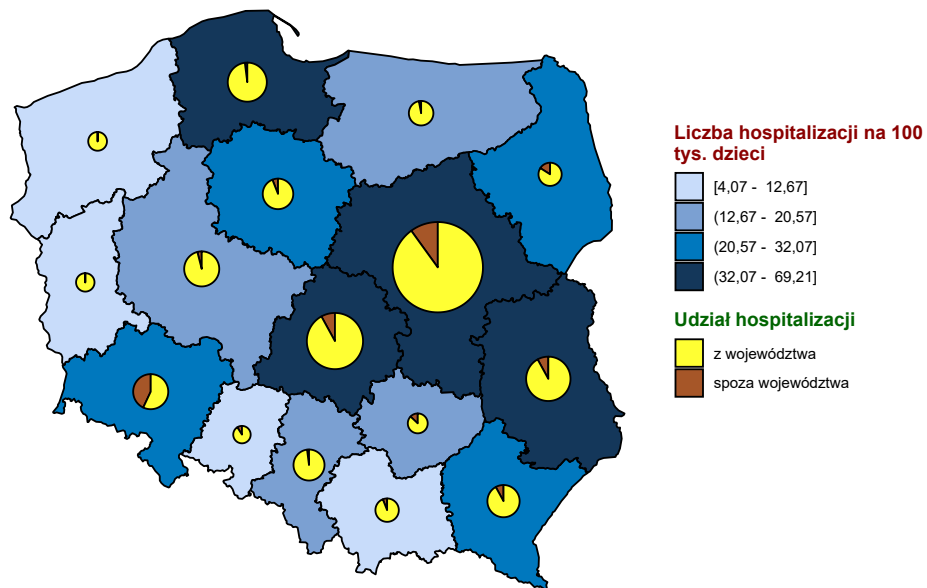 Liczba hospitalizacji na 100
tys. dzieci
[4,07 - 12,67]
(12,67 - 20,57]
(20,57 - 32,07]
(32,07 - 69,21]
Udział hospitalizacji
z województwa
spoza województwa